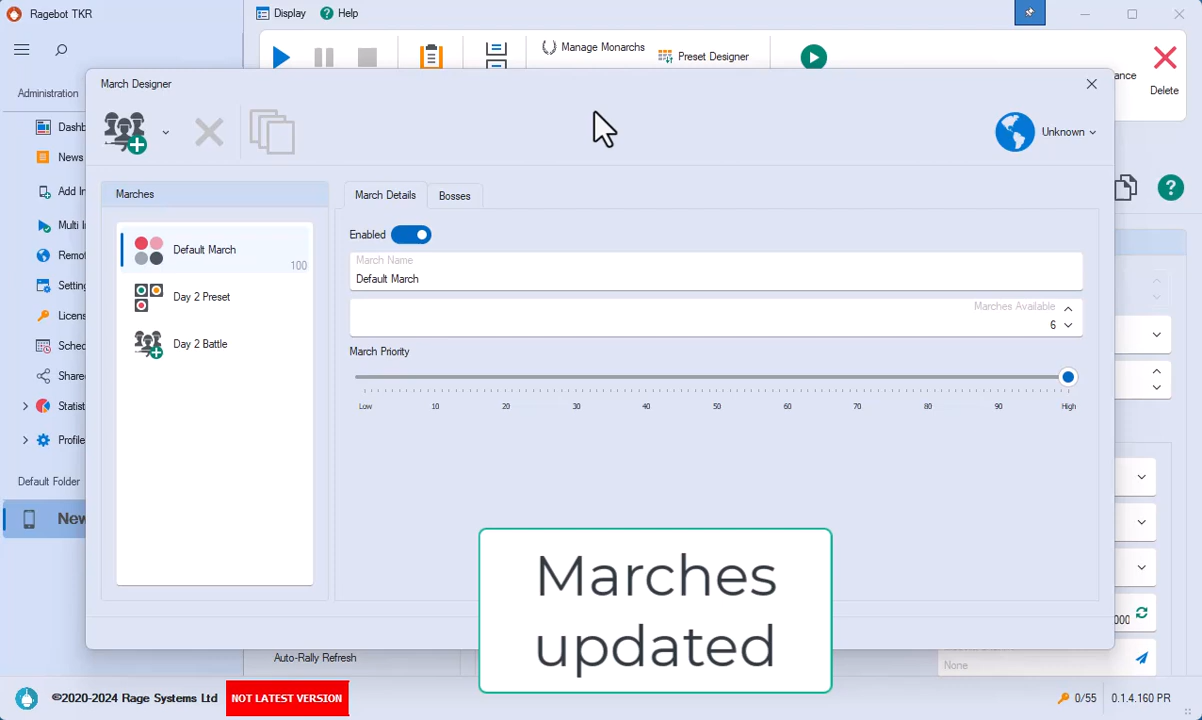 Ragebot TKR
Display
Help
Manage Monarchs
Preset Designer
ance
Delete
Administration
March Designer
Unknown
Dashb
News
Add In
Multi I
Remo
Setting
Licens
Sched
Share
Statist
Profile
Default Folder
New
Marches
Default March
100
Day 2 Preset
Day 2 Battle
March Details
Bosses
Enabled
March Name
Default March
Marches Available
6
March Priority
Low 10 20 30 40 50 60 70 80 90 High
Marches
updated
000
Auto-Rally Refresh
None
©2020-2024 Rage Systems Ltd
NOT LATEST VERSION
0/55
0.1.4.160 PR